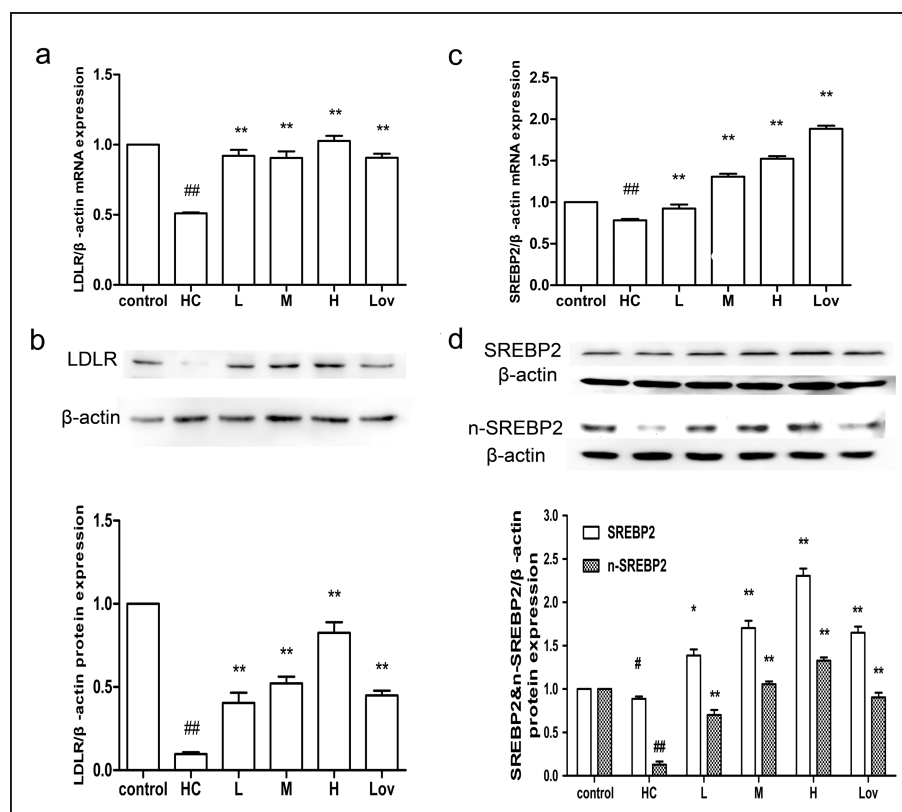 a
LDLR/β -actin mRNA expression
1.5
1.0
0.5
0.0
##
**
**
**
**
control HC L M H Lov
c
SREBP2/β -actin mRNA expression
2.5
2.0
1.5
1.0
0.5
0.0
##
**
**
**
**
control HC L M H Lov
b
LDLR
β-actin
LDLR/β -actin protein expression
1.5
1.0
0.5
0.0
##
**
**
**
**
control HC L M H Lov
d
SREBP2
β-actin
n-SREBP2
β-actin
SREBP2&n-SREBP2/β -actin
protein expression
3.0
2.5
2.0
1.5
1.0
0.5
0.0
SREBP2
n-SREBP2
#
##
*
**
**
**
**
**
**
**
control HC L M H Lov